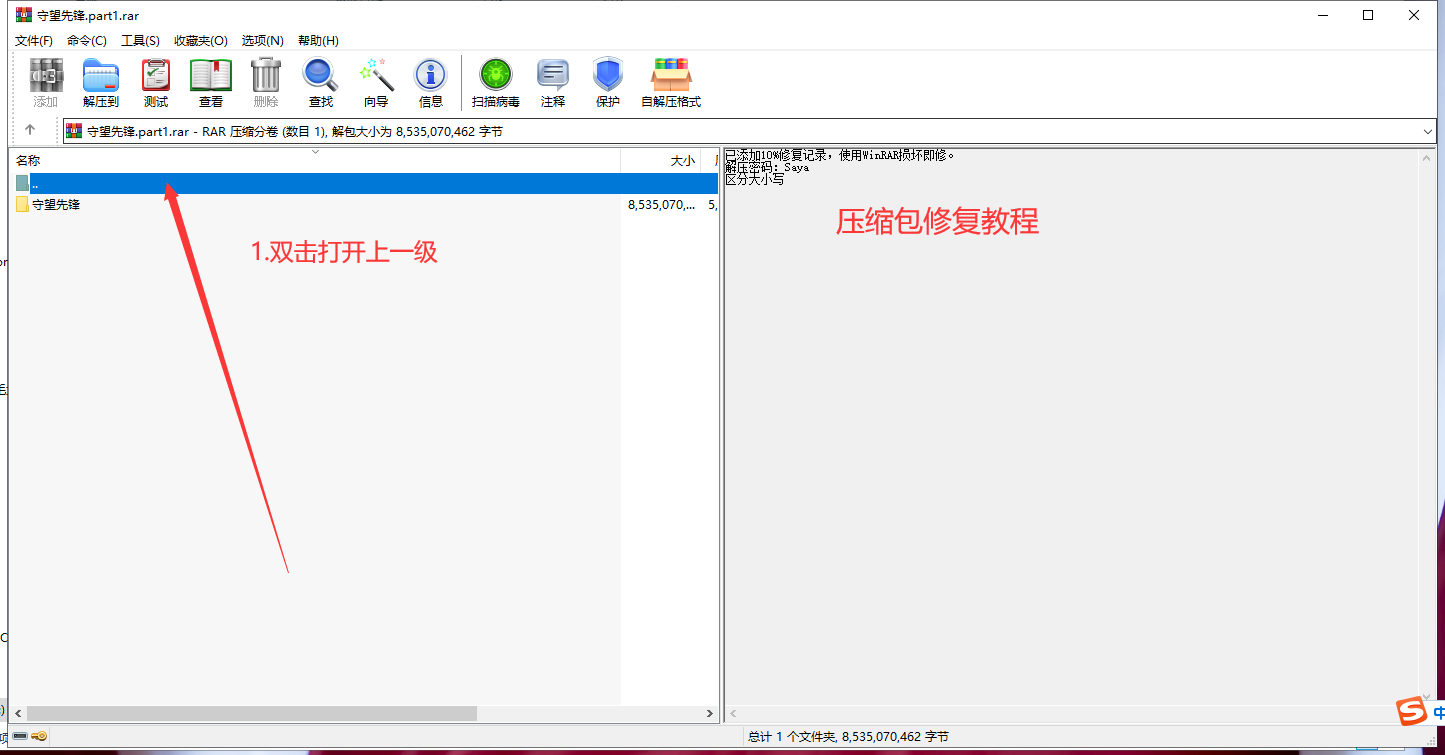 守望先锋.part1.rar
文件(F) 命令(C) 工具(S) 收藏夹(O) 选项(N) 帮助(H)
添加 解压到 测试 查看 删除 查找 向导 信息 扫描病毒 注释 保护 自解压格式
守望先锋.part1.rar - RAR 压缩分卷 (数目 1), 解包大小为 8,535,070,462 字节
名称 大小
..
守望先锋 8,535,070,... 5,
1.双击打开上一级
已添加10%修复记录，使用WinRAR损坏即修。
解压密码：Saya
区分大小写
压缩包修复教程
总计 1 个文件夹, 8,535,070,462 字节
S 中